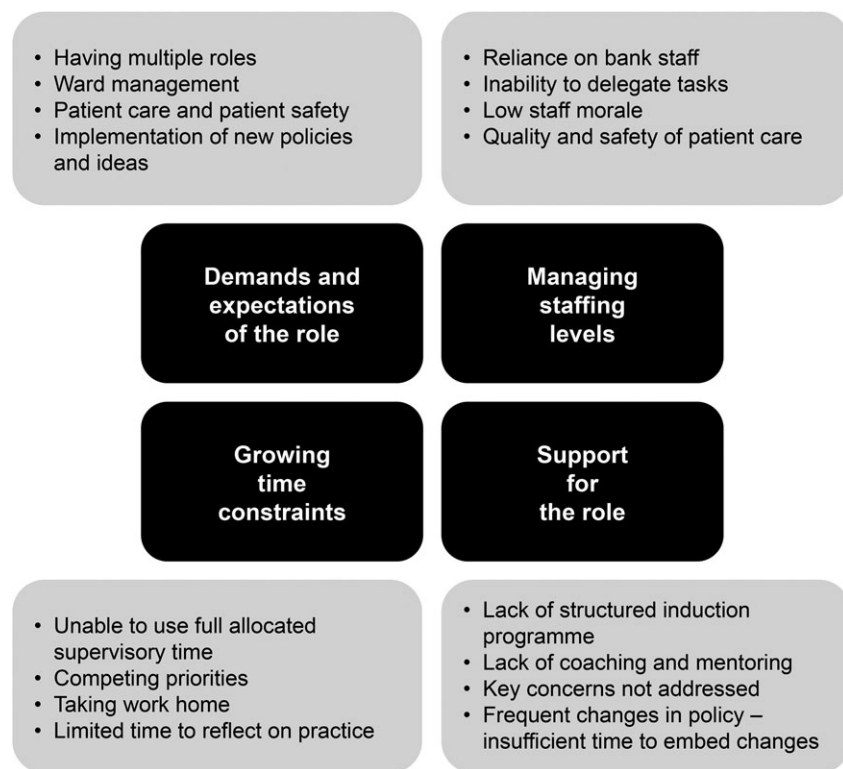 • Having multiple roles
• Ward management
• Patient care and patient safety
• Implementation of new policies
and ideas
• Reliance on bank staff
• Inability to delegate tasks
• Low staff morale
• Quality and safety of patient care
Demands and
expectations
of the role
Managing
staffing
levels
Growing
time
constraints
Support
for
the role
• Unable to use full allocated
supervisory time
• Competing priorities
• Taking work home
• Limited time to reflect on practice
• Lack of structured induction
programme
• Lack of coaching and mentoring
• Key concerns not addressed
• Frequent changes in policy –
insufficient time to embed changes